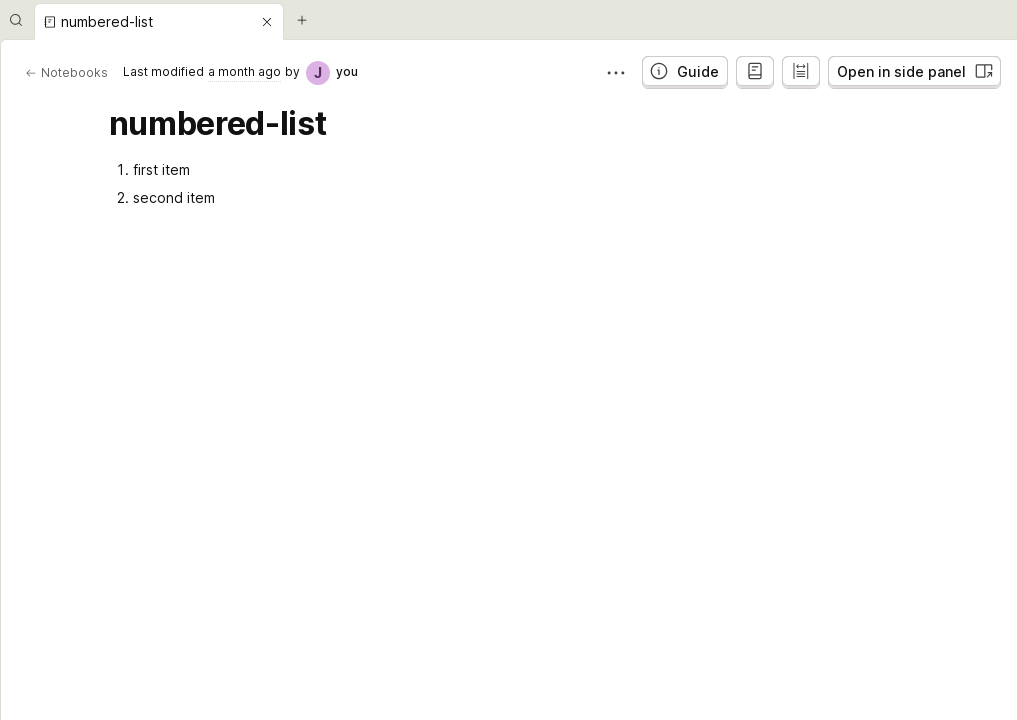 numbered-list
Notebooks
Last modified a month ago by J you
Guide
Open in side panel
numbered-list
1. first item
2. second item